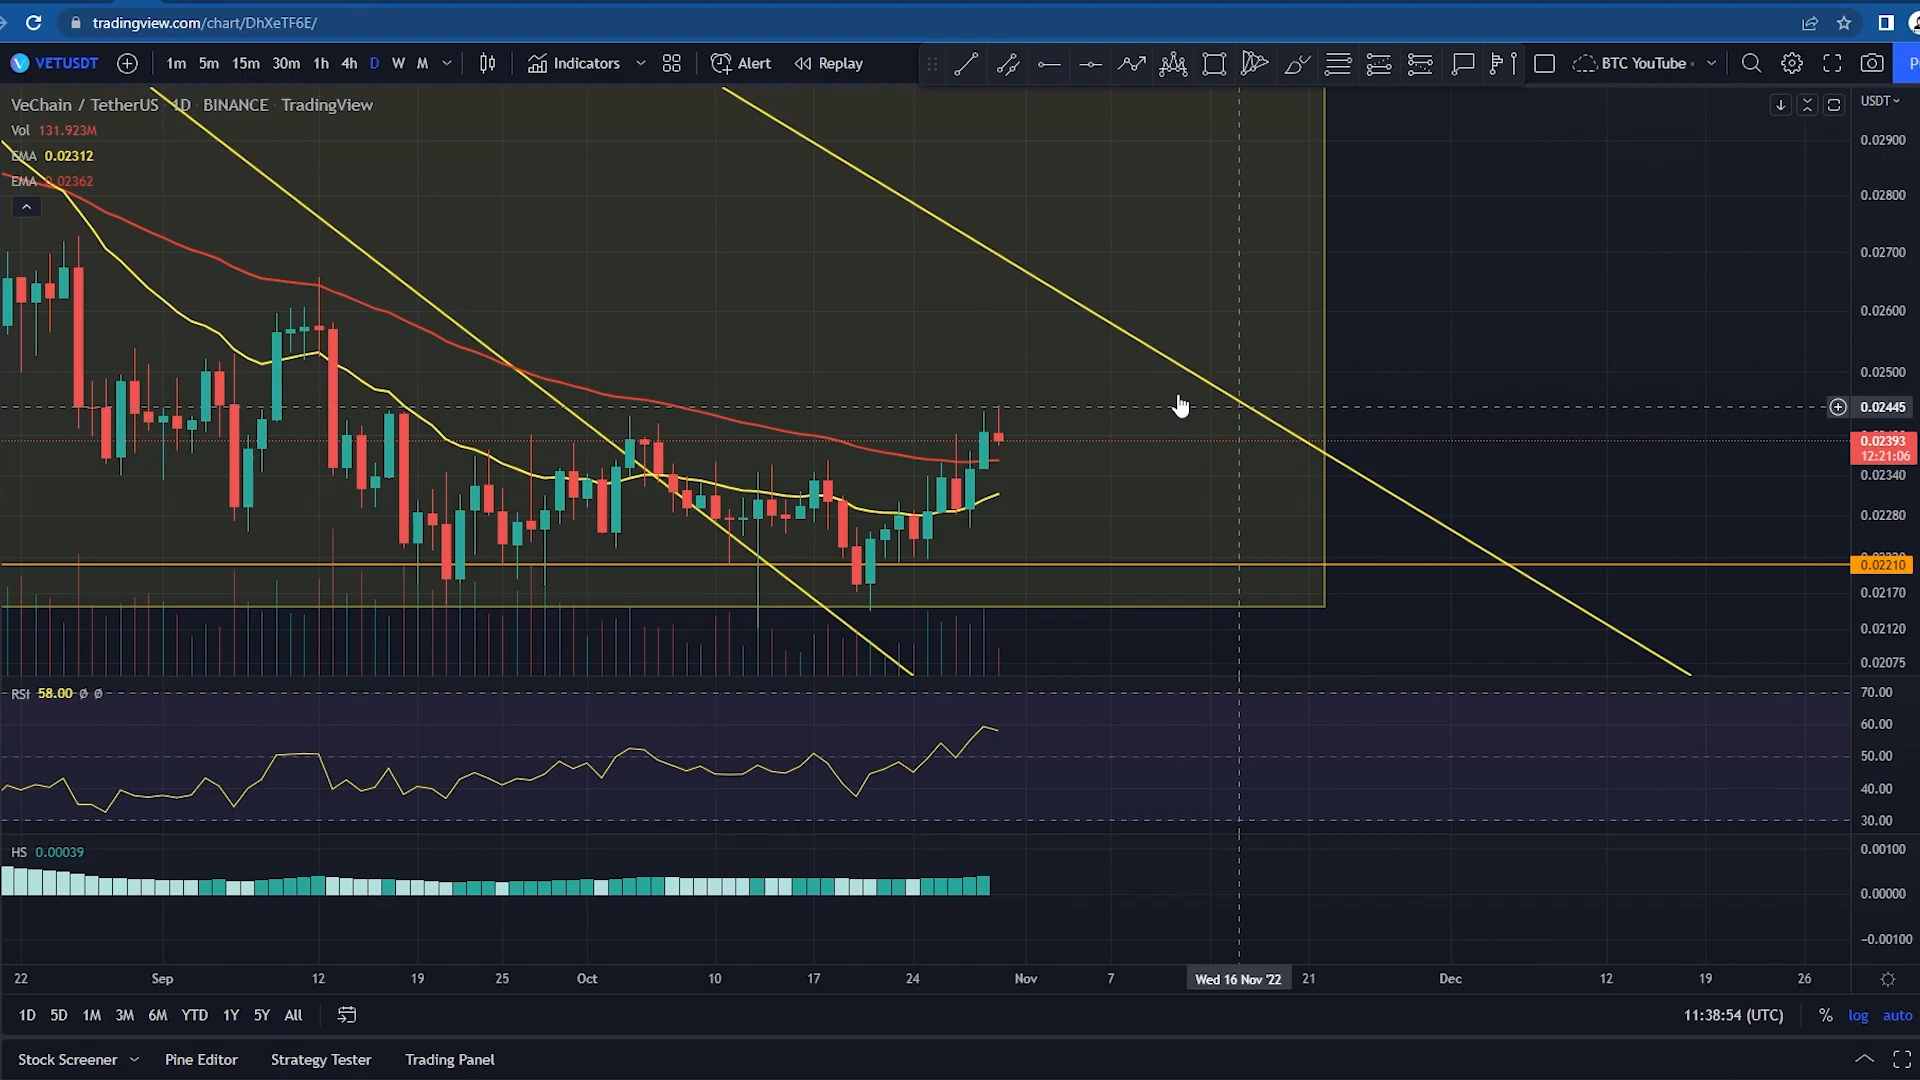 tradingview.com/chart/DhXeTF6E/
VETUSDT 1m 5m 15m 30m 1h 4h D W M Indicators Alert Replay BTC YouTube
VeChain / TetherUS 1D BINANCE TradingView USDT
Vol 131.923M
EMA 0.02312
EMA 0.02362
0.02900
0.02800
0.02700
0.02600
0.02500
0.02445
0.02393
12:21:06
0.02340
0.02280
0.02210
0.02170
0.02120
0.02075
RSI 58.00 Ø Ø 70.00
60.00
50.00
40.00
30.00
HS 0.00039 0.00100
0.00000
−0.00100
22 Sep 12 19 25 Oct 10 17 24 Nov 7 Wed 16 Nov '22 21 Dec 12 19 26
1D 5D 1M 3M 6M YTD 1Y 5Y All 11:38:54 (UTC) % log auto
Stock Screener Pine Editor Strategy Tester Trading Panel